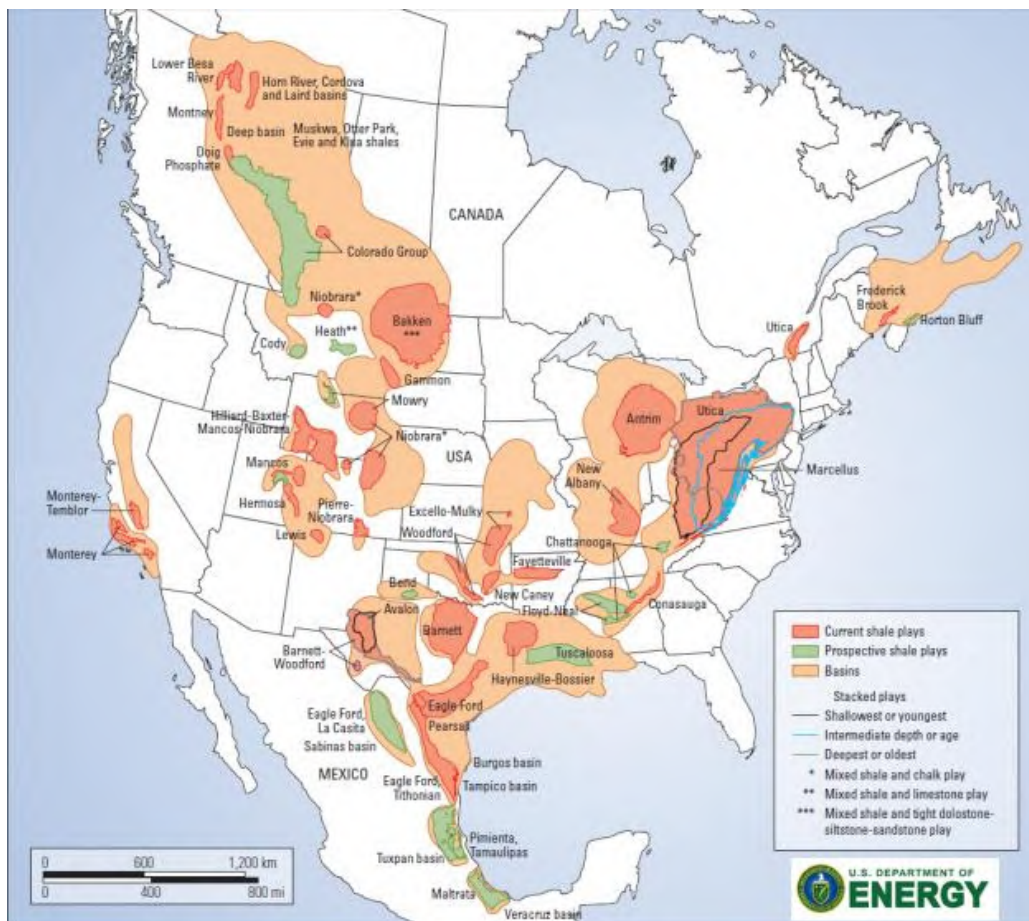 Lower Besa
River
Horn River, Cordova
and Laird basins
Montney
Deep basin
Muskwa, Otter Park,
Evie and Klua shales
Doig
Phosphate
CANADA
Colorado Group
Niobrara*
Bakken
***
Heath**
Cody
Gammon
Mowry
Hilliard-Baxter-
Mancos-Niobrara
Niobrara*
USA
Mancos
Hermosa
Pierre-
Niobrara
Lewis
Monterey-
Temblor
Monterey
Frederick
Brook
Horton Bluff
Utica
Antrim
Utica
Marcellus
New
Albany
Excello-Mulky
Woodford
Chattanooga
Fayetteville
Bend
New Caney
Floyd-Neal
Conasauga
Avalon
Barnett
Barnett-
Woodford
Tuscaloosa
Haynesville-Bossier
Eagle Ford
Pearsall
Eagle Ford,
La Casita
Sabinas basin
MEXICO
Burgos basin
Eagle Ford,
Tithonian
Tampico basin
Pimienta,
Tamaulipas
Tuxpan basin
Maltrata
Veracruz basin
Current shale plays
Prospective shale plays
Basins
Stacked plays
Shallowest or youngest
Intermediate depth or age
Deepest or oldest
* Mixed shale and chalk play
** Mixed shale and limestone play
*** Mixed shale and tight dolostone-
siltstone-sandstone play
0 600 1,200 km
0 400 800 mi
U.S. DEPARTMENT OF
ENERGY